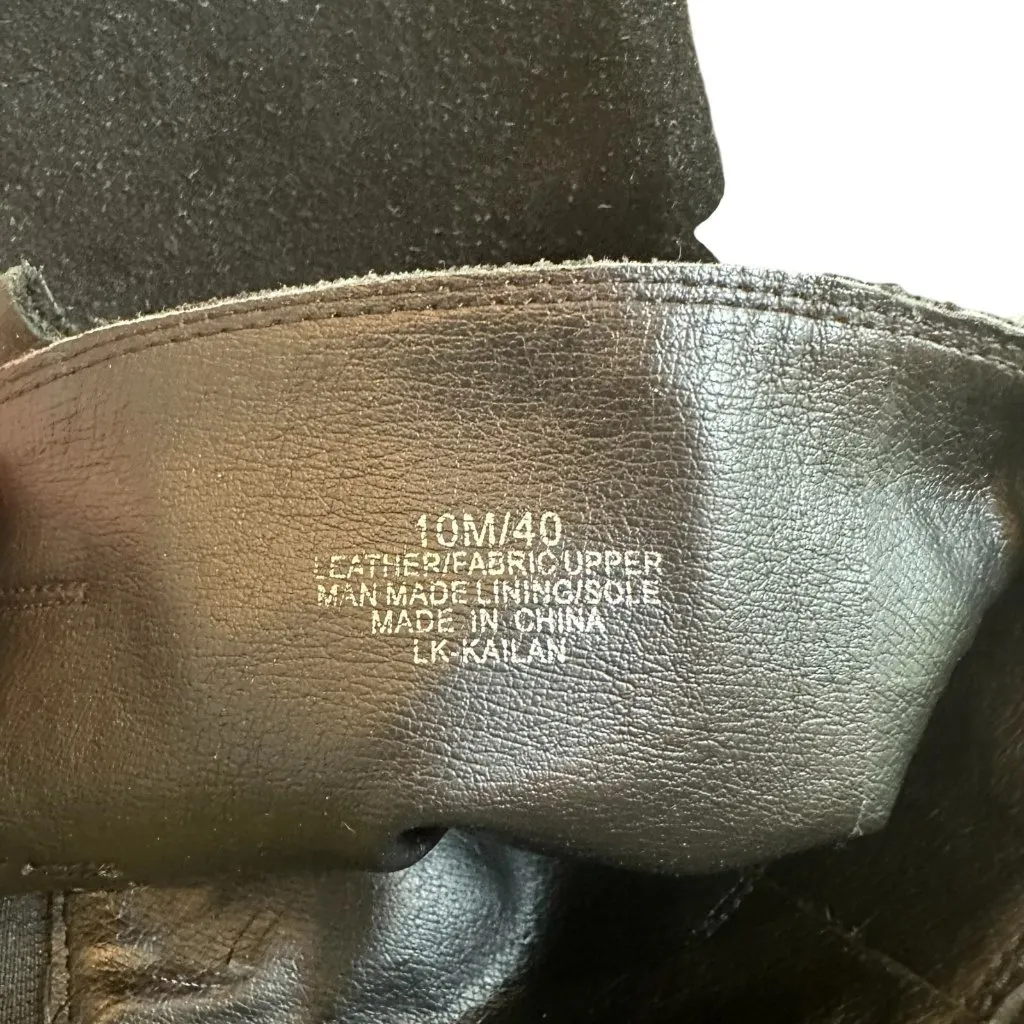 10M/40
LEATHER/FABRIC UPPER
MAN MADE LINING/SOLE
MADE IN CHINA
LK-KAILAN